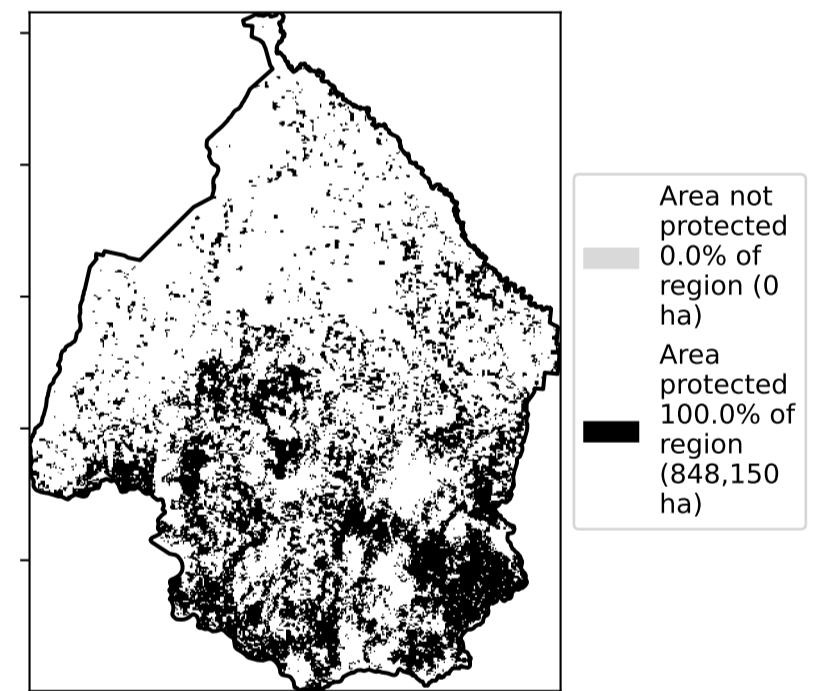 Area not
protected
0.0% of
region (0
ha)
Area
protected
100.0% of
region
(848,150
ha)